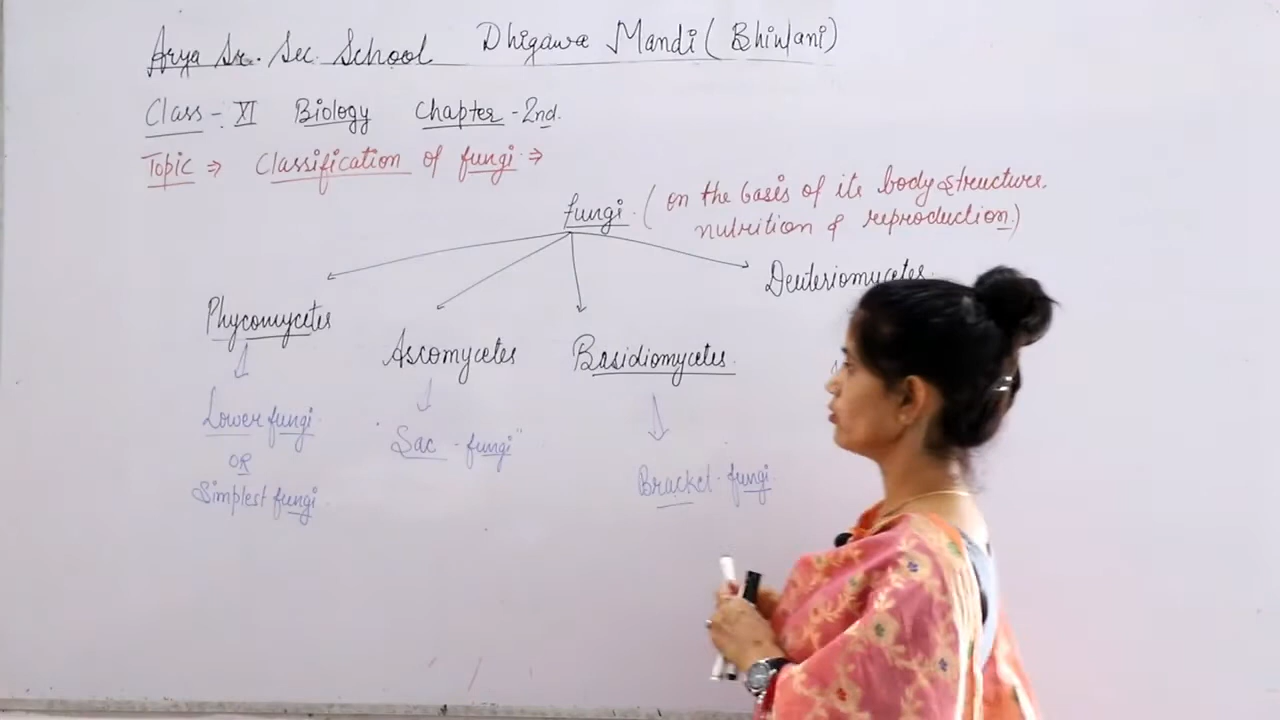 Arya Sr. Sec. School Dhigawa Mandi (Bhiwani)
Class - XI Biology Chapter - 2nd.
Topic ⇒ Classification of fungi ⇒
fungi. (on the basis of its body structure.
nutrition & reproduction)
Deuteriomycetes.
Phycomycetes
Ascomycetes
Basidiomycetes.
Lower fungi
OR
Simplest fungi.
"Sac - fungi"
Bracket - fungi